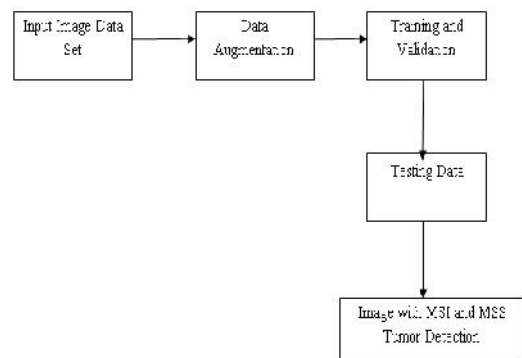 Input Image Data
Set
Data
Augmentation
Training and
Validation
Testing Data
Image with MSI and MSS
Tumor Detection